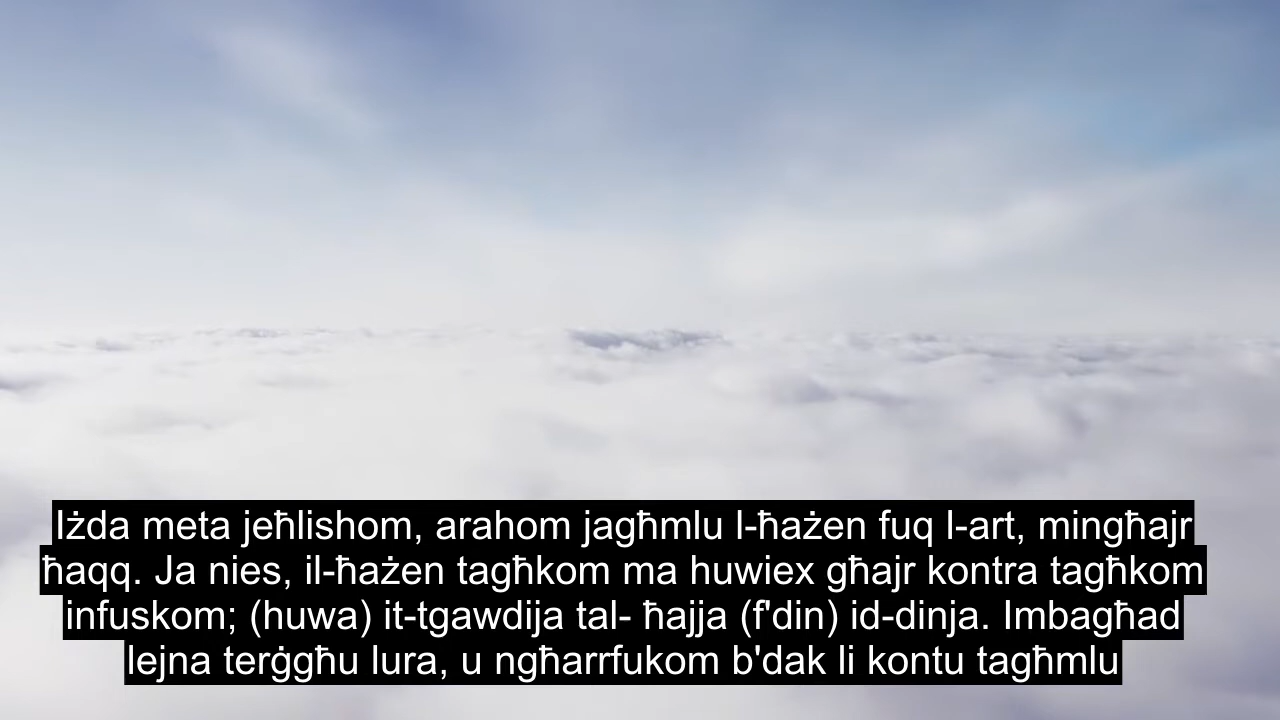 Iżda meta jeħlishom, arahom jagħmlu l-ħażen fuq l-art, mingħajr
ħaqq. Ja nies, il-ħażen tagħkom ma huwiex għajr kontra tagħkom
infuskom; (huwa) it-tgawdija tal- ħajja (f'din) id-dinja. Imbagħad
lejna terġgħu lura, u ngħarrfukom b'dak li kontu tagħmlu